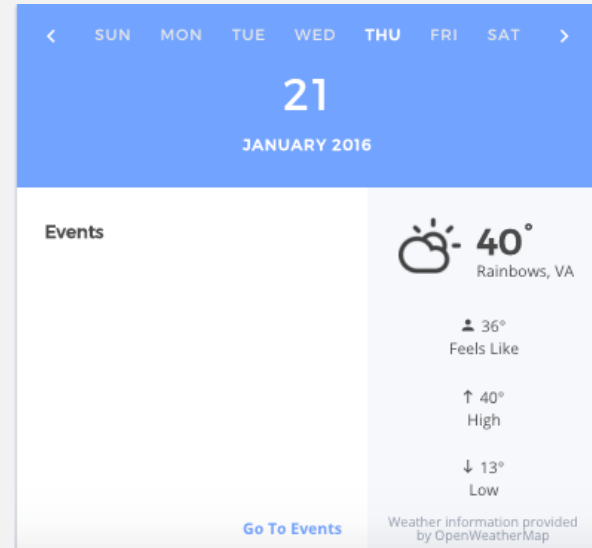 SUN MON TUE WED THU FRI SAT
21
JANUARY 2016
Events
40°
Rainbows, VA
36°
Feels Like
↑ 40°
High
↓ 13°
Low
Go To Events
Weather information provided
by OpenWeatherMap